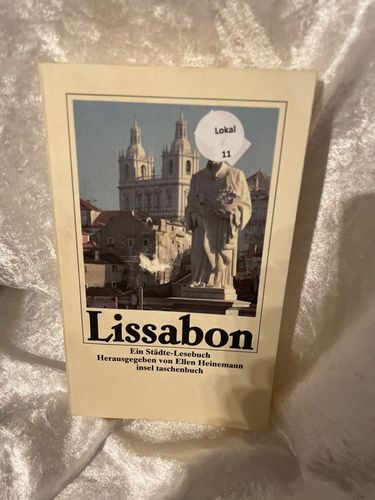 Lokal
11
Lissabon
Ein Städte-Lesebuch
Herausgegeben von Ellen Heinemann
insel taschenbuch